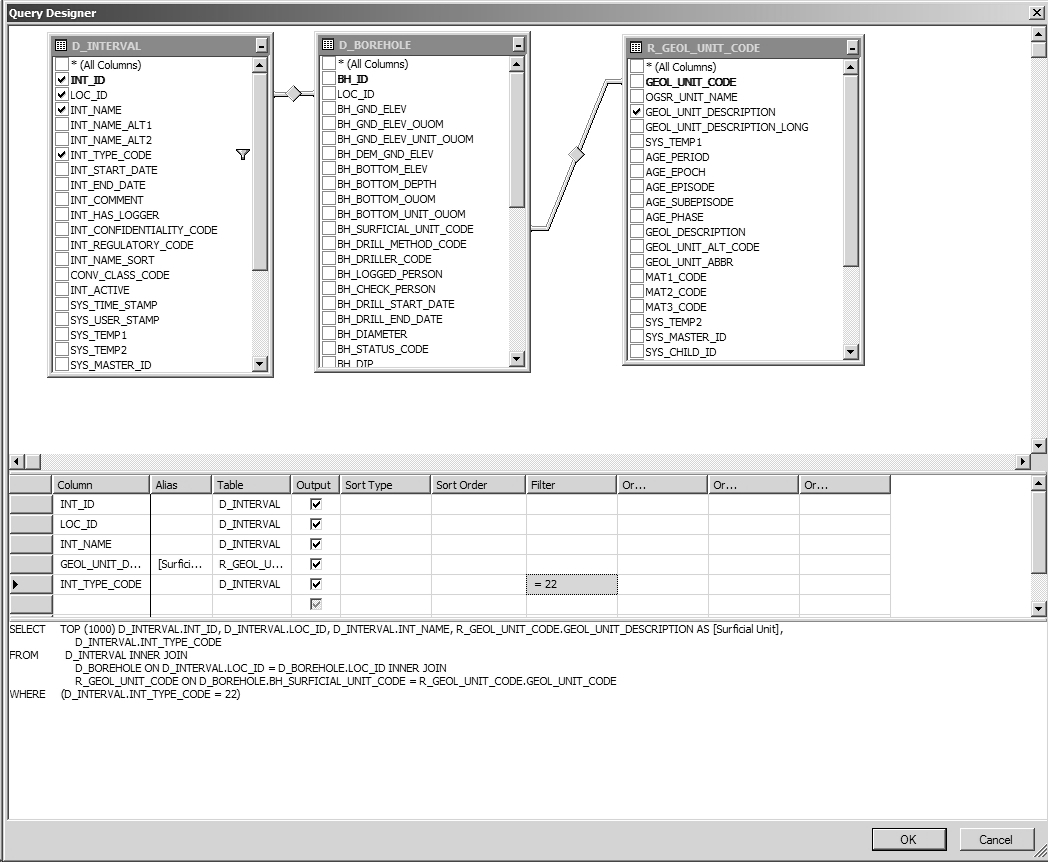 Query Designer
D_INTERVAL
* (All Columns)
INT_ID
LOC_ID
INT_NAME
INT_NAME_ALT1
INT_NAME_ALT2
INT_TYPE_CODE
INT_START_DATE
INT_END_DATE
INT_COMMENT
INT_HAS_LOGGER
INT_CONFIDENTIALITY_CODE
INT_REGULATORY_CODE
INT_NAME_SORT
CONV_CLASS_CODE
INT_ACTIVE
SYS_TIME_STAMP
SYS_USER_STAMP
SYS_TEMP1
SYS_TEMP2
SYS_MASTER_ID
D_BOREHOLE
* (All Columns)
BH_ID
LOC_ID
BH_GND_ELEV
BH_GND_ELEV_OUOM
BH_GND_ELEV_UNIT_OUOM
BH_DEM_GND_ELEV
BH_BOTTOM_ELEV
BH_BOTTOM_DEPTH
BH_BOTTOM_OUOM
BH_BOTTOM_UNIT_OUOM
BH_SURFICIAL_UNIT_CODE
BH_DRILL_METHOD_CODE
BH_DRILLER_CODE
BH_LOGGED_PERSON
BH_CHECK_PERSON
BH_DRILL_START_DATE
BH_DRILL_END_DATE
BH_DIAMETER
BH_STATUS_CODE
BH_DIP
R_GEOL_UNIT_CODE
* (All Columns)
GEOL_UNIT_CODE
OGSR_UNIT_NAME
GEOL_UNIT_DESCRIPTION
GEOL_UNIT_DESCRIPTION_LONG
SYS_TEMP1
AGE_PERIOD
AGE_EPOCH
AGE_EPISODE
AGE_SUBEPISODE
AGE_PHASE
GEOL_DESCRIPTION
GEOL_UNIT_ALT_CODE
GEOL_UNIT_ABBR
MAT1_CODE
MAT2_CODE
MAT3_CODE
SYS_TEMP2
SYS_MASTER_ID
SYS_CHILD_ID
Column Alias Table Output Sort Type Sort Order Filter Or... Or... Or...
INT_ID D_INTERVAL
LOC_ID D_INTERVAL
INT_NAME D_INTERVAL
GEOL_UNIT_D... [Surfici... R_GEOL_U...
INT_TYPE_CODE D_INTERVAL = 22
SELECT TOP (1000) D_INTERVAL.INT_ID, D_INTERVAL.LOC_ID, D_INTERVAL.INT_NAME, R_GEOL_UNIT_CODE.GEOL_UNIT_DESCRIPTION AS [Surficial Unit],
D_INTERVAL.INT_TYPE_CODE
FROM D_INTERVAL INNER JOIN
D_BOREHOLE ON D_INTERVAL.LOC_ID = D_BOREHOLE.LOC_ID INNER JOIN
R_GEOL_UNIT_CODE ON D_BOREHOLE.BH_SURFICIAL_UNIT_CODE = R_GEOL_UNIT_CODE.GEOL_UNIT_CODE
WHERE (D_INTERVAL.INT_TYPE_CODE = 22)
OK Cancel